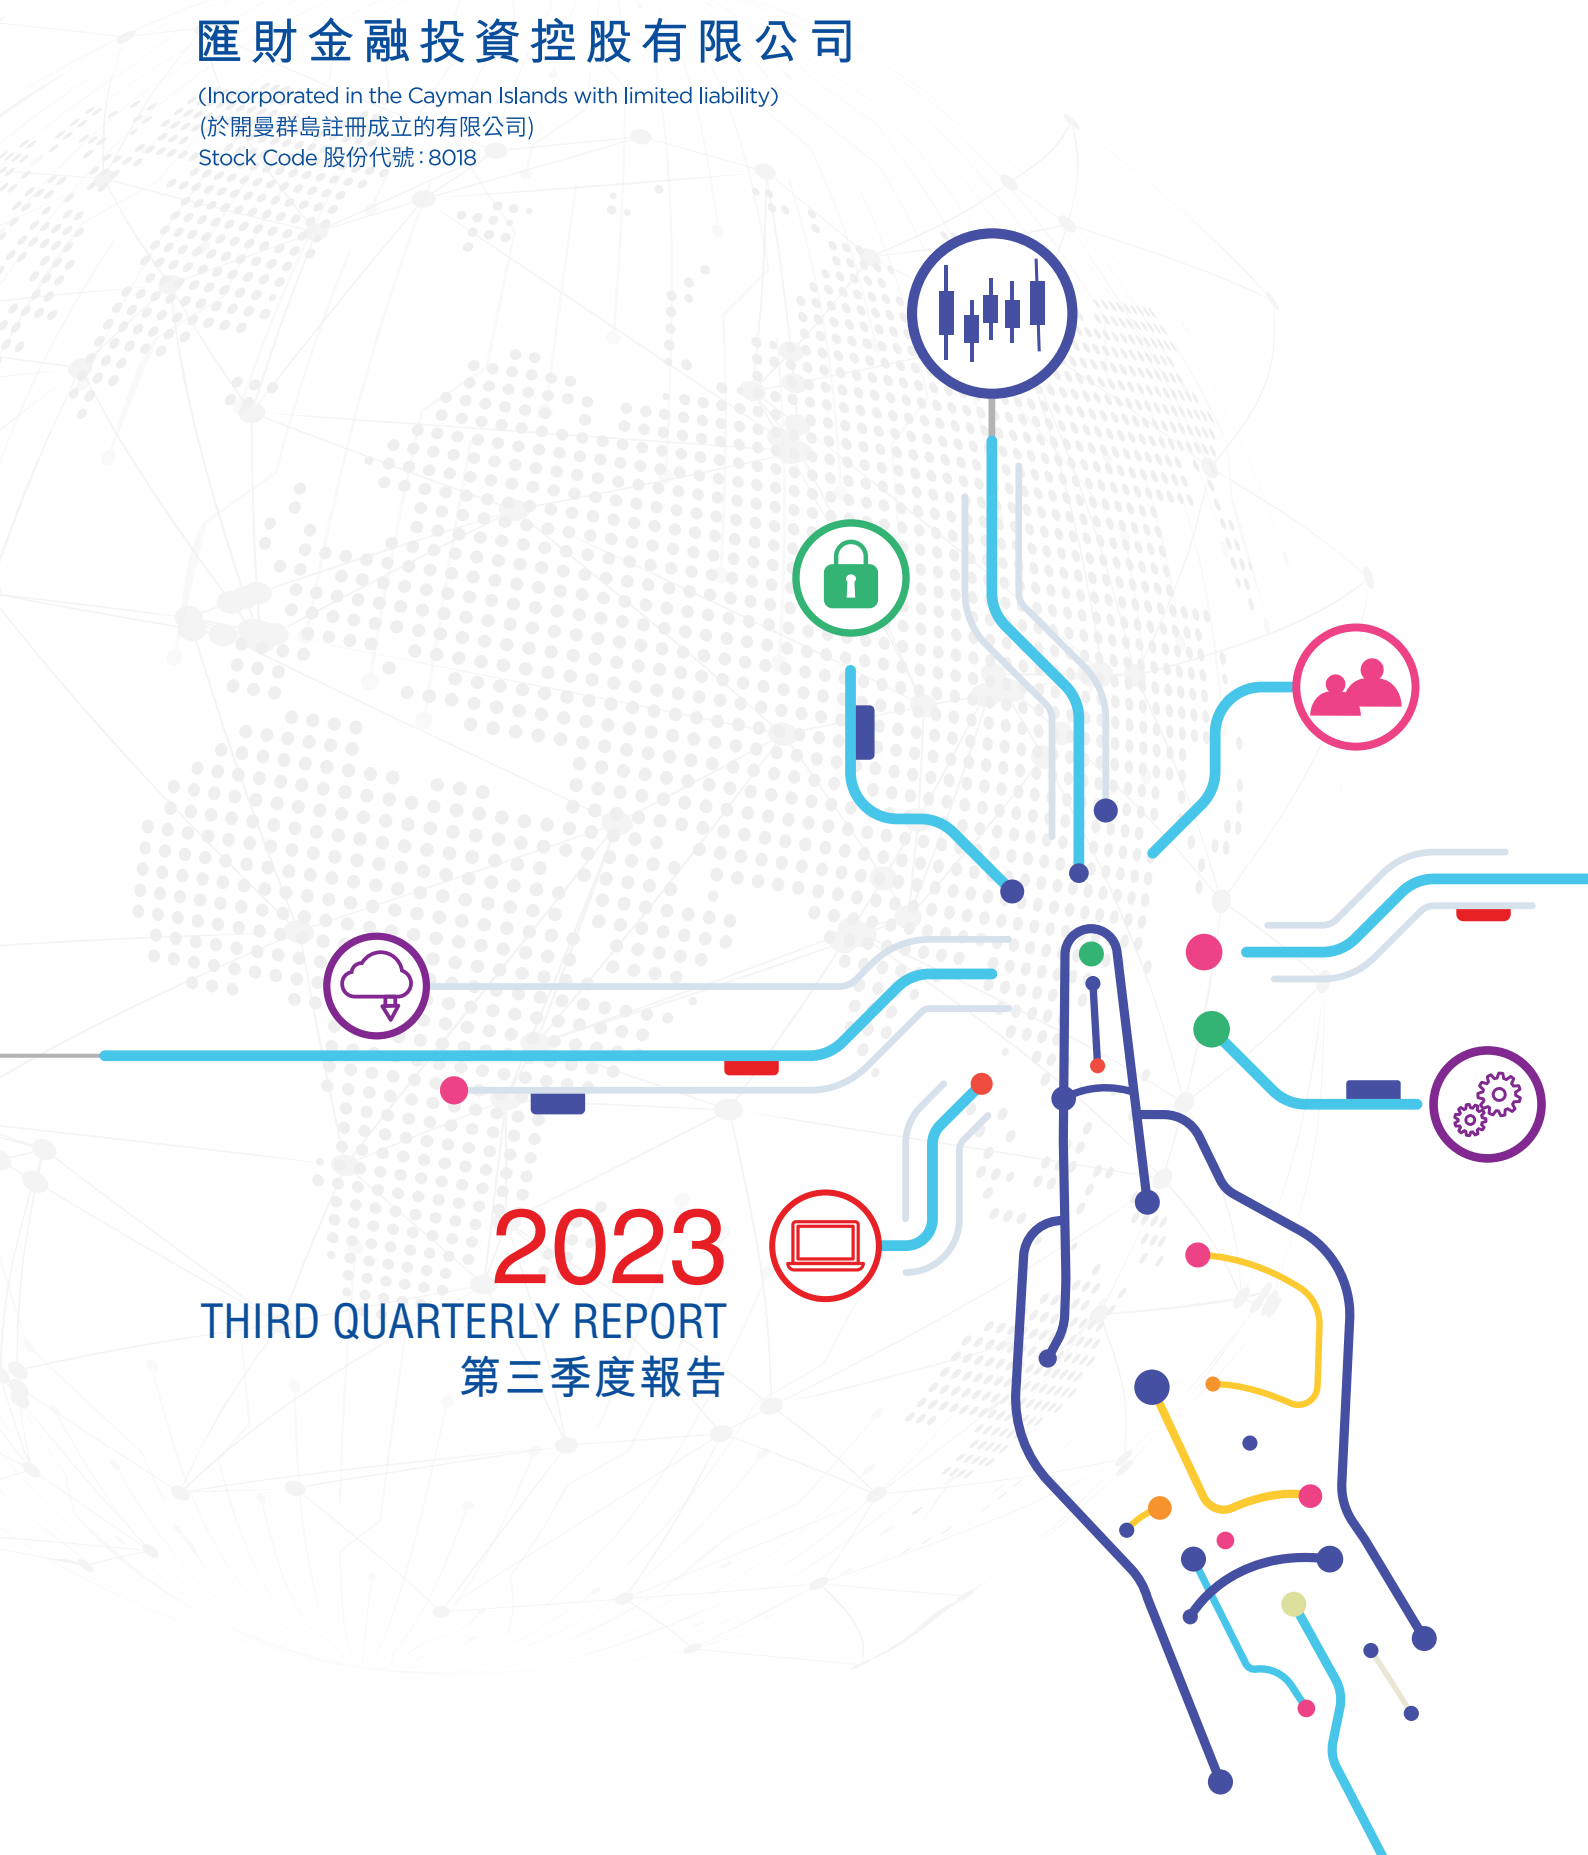 匯財金融投資控股有限公司
(Incorporated in the Cayman Islands with limited liability)
(於開曼群島註冊成立的有限公司)
Stock Code 股份代號 : 8018
2023
THIRD QUARTERLY REPORT
第三季度報告